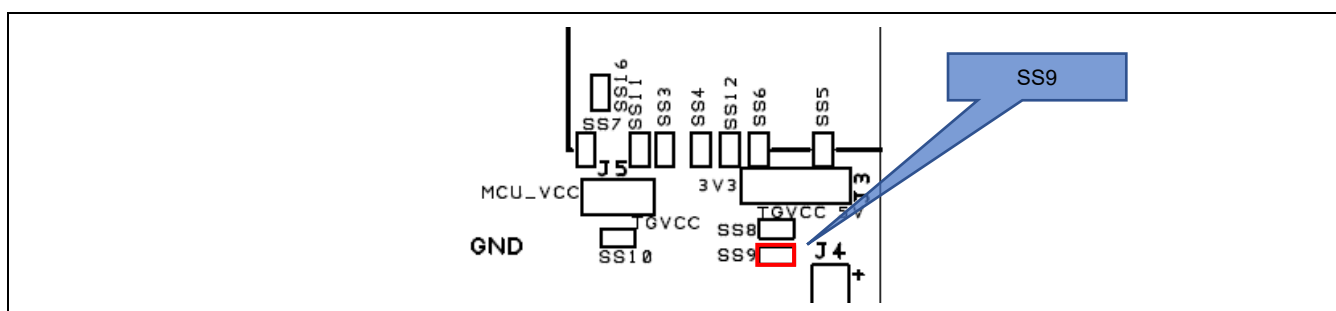 SS9
SS16
SS7
SS11
SS3
SS4
SS12
SS6
SS5
J5
MCU_VCC
TGVCC
3V3
J3
TGVCC 5V
SS8
GND
SS10
SS9
J4
+